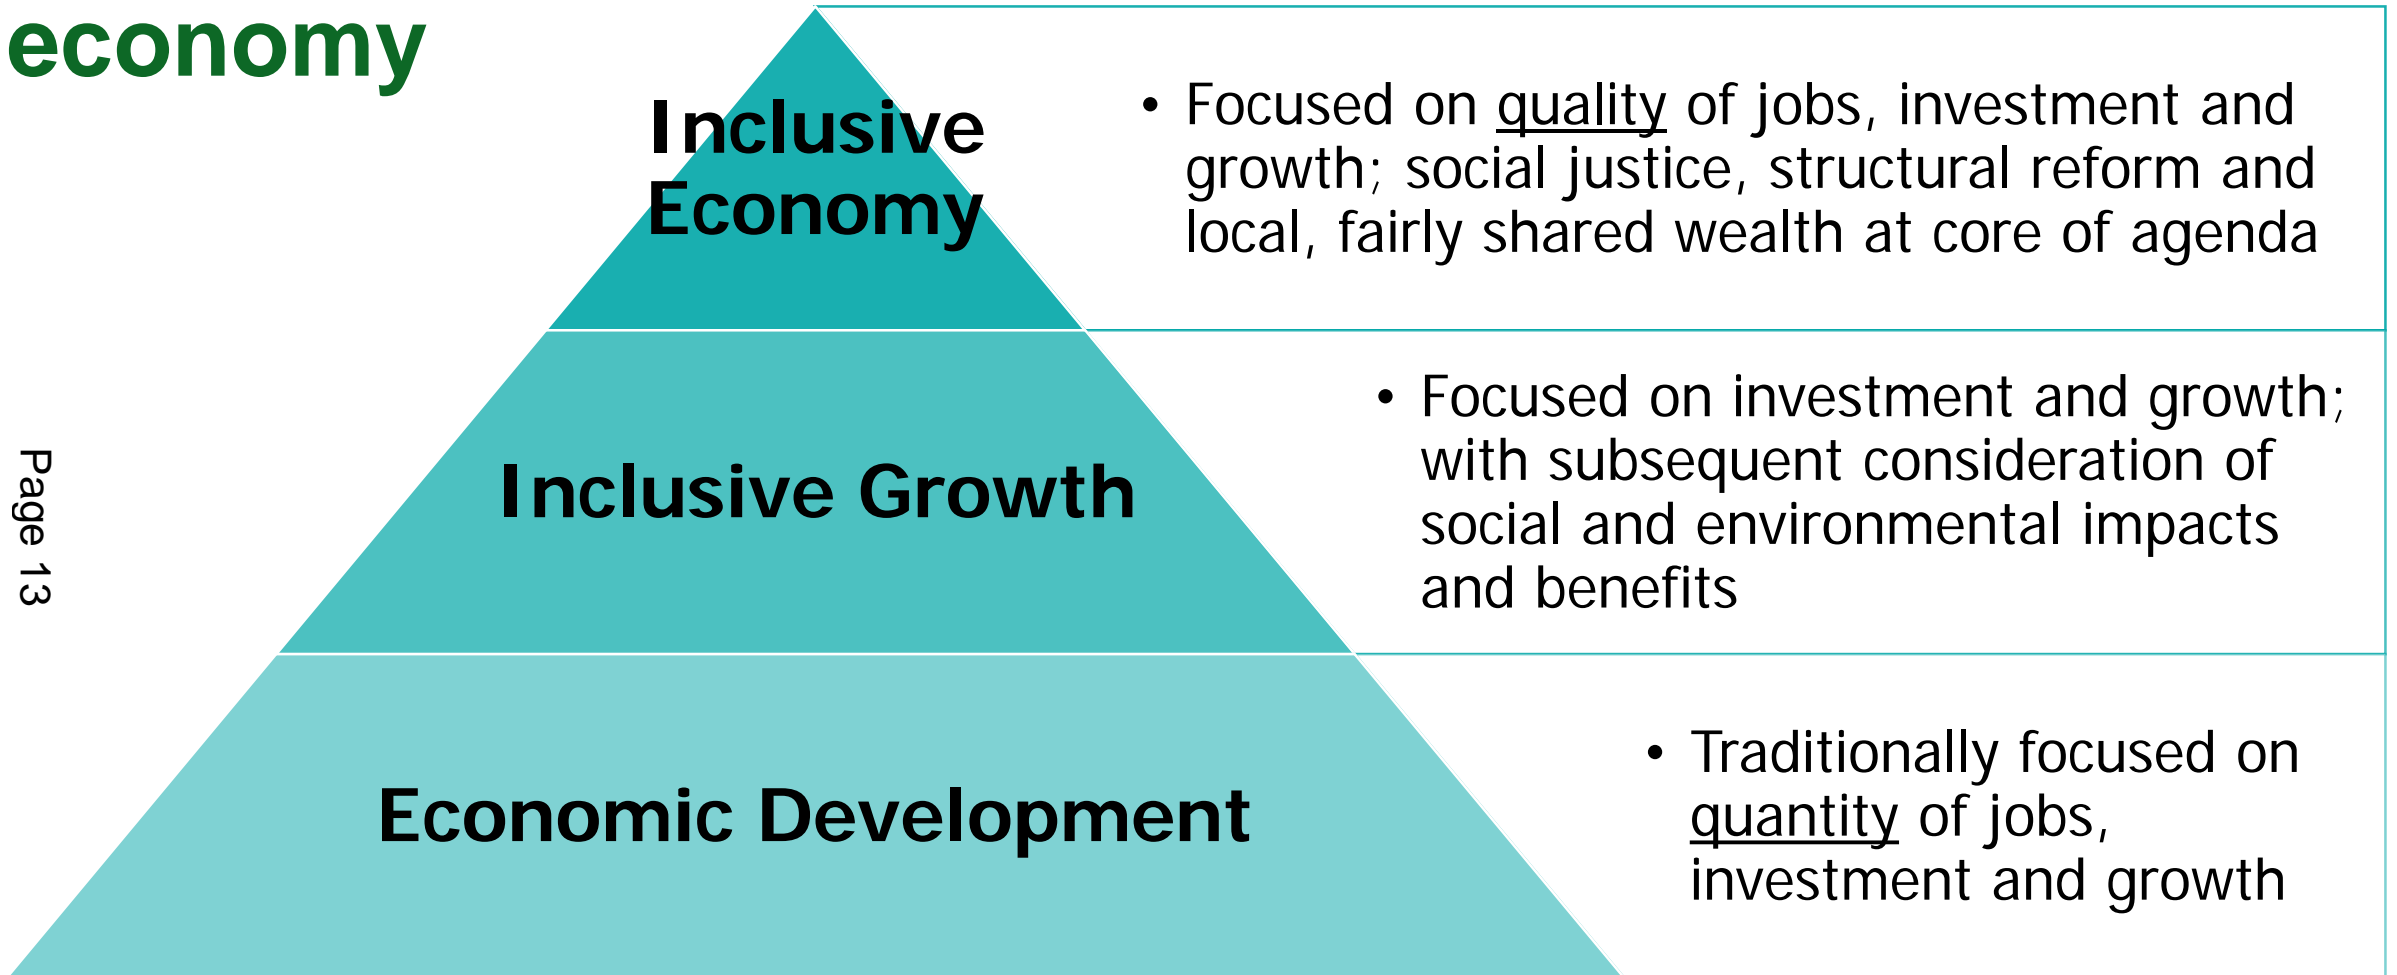 economy
Inclusive
Economy
• Focused on quality of jobs, investment and
growth; social justice, structural reform and
local, fairly shared wealth at core of agenda
Inclusive Growth
• Focused on investment and growth;
with subsequent consideration of
social and environmental impacts
and benefits
Economic Development
• Traditionally focused on
quantity of jobs,
investment and growth
Page 13